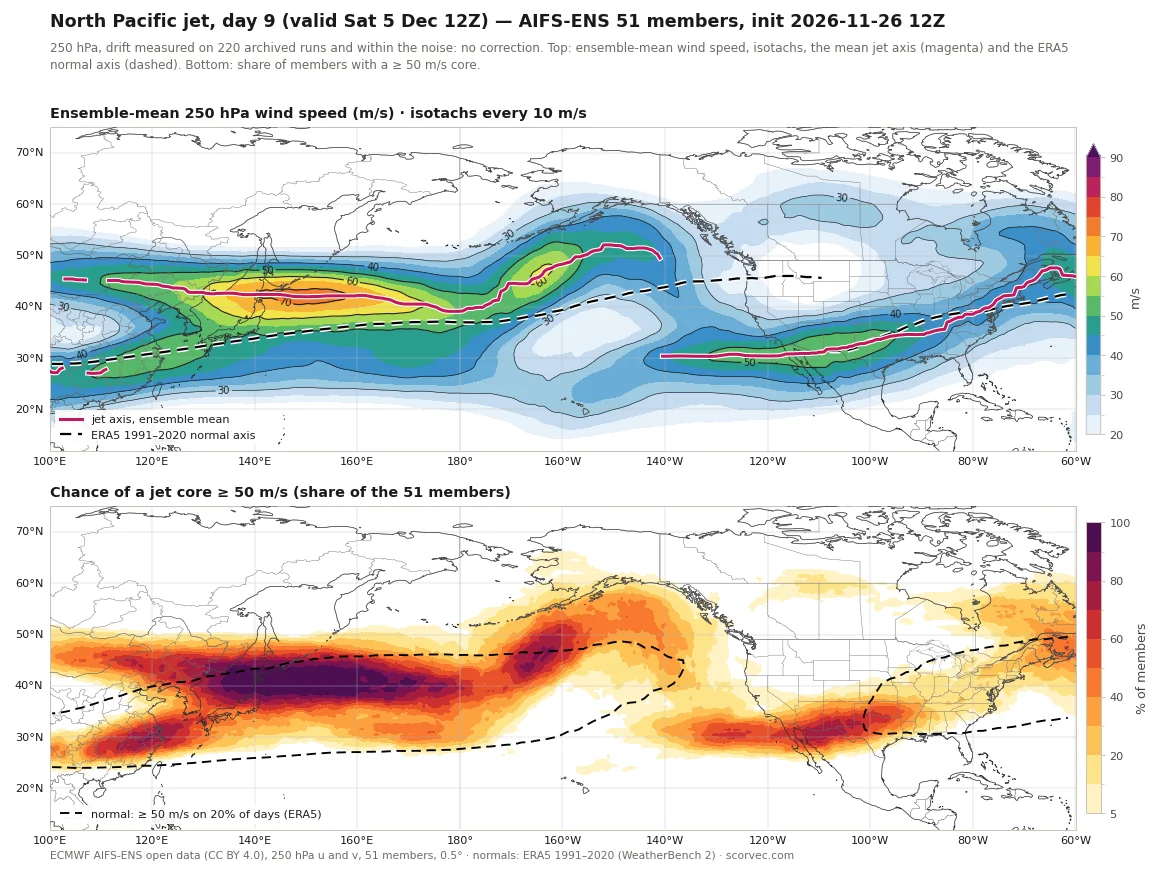 North Pacific jet, day 9 (valid Sat 5 Dec 12Z) — AIFS-ENS 51 members, init 2026-11-26 12Z
250 hPa, drift measured on 220 archived runs and within the noise: no correction. Top: ensemble-mean wind speed, isotachs, the mean jet axis (magenta) and the ERA5
normal axis (dashed). Bottom: share of members with a ≥ 50 m/s core.
Ensemble-mean 250 hPa wind speed (m/s) · isotachs every 10 m/s
70°N
60°N
50°N
40°N
30°N
20°N
30
40
50
70
60
40
30
60
30
30
50
40
30
jet axis, ensemble mean
ERA5 1991–2020 normal axis
100°E 120°E 140°E 160°E 180° 160°W 140°W 120°W 100°W 80°W 60°W
90
80
70
60
50
40
30
20
m/s
Chance of a jet core ≥ 50 m/s (share of the 51 members)
70°N
60°N
50°N
40°N
30°N
20°N
normal: ≥ 50 m/s on 20% of days (ERA5)
100°E 120°E 140°E 160°E 180° 160°W 140°W 120°W 100°W 80°W 60°W
100
80
60
40
20
5
% of members
ECMWF AIFS-ENS open data (CC BY 4.0), 250 hPa u and v, 51 members, 0.5° · normals: ERA5 1991–2020 (WeatherBench 2) · scorvec.com